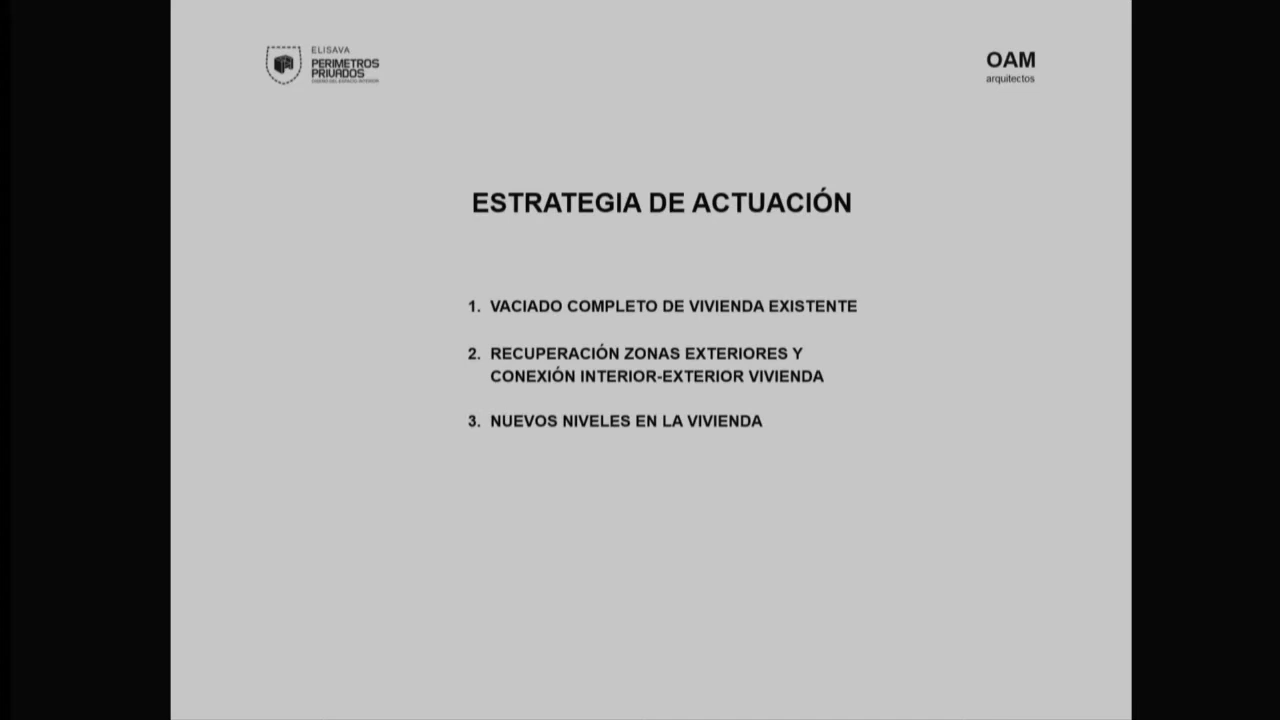 ELISAVA
PERIMETROS
PRIVADOS
OAM
arquitectos
ESTRATEGIA DE ACTUACIÓN
1. VACIADO COMPLETO DE VIVIENDA EXISTENTE
2. RECUPERACIÓN ZONAS EXTERIORES Y
CONEXIÓN INTERIOR-EXTERIOR VIVIENDA
3. NUEVOS NIVELES EN LA VIVIENDA